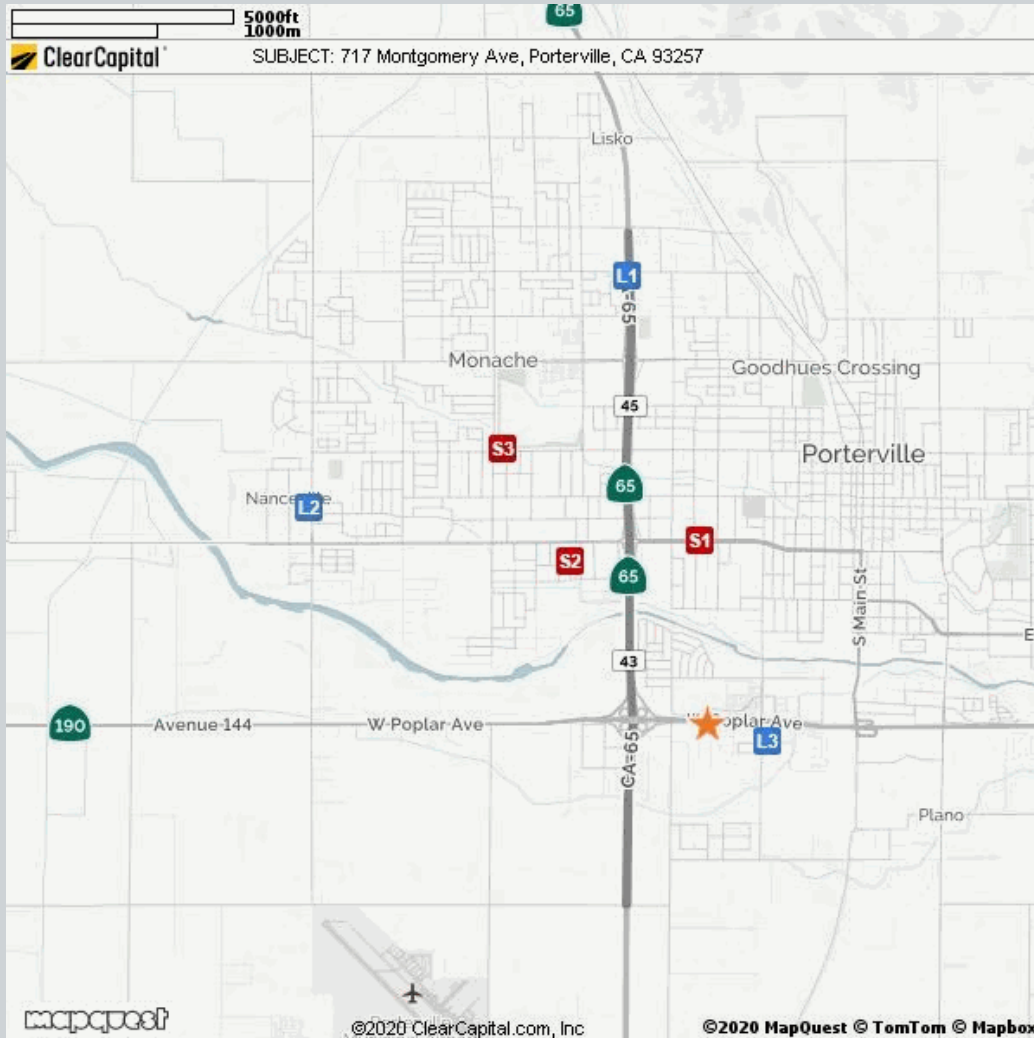 5000ft
1000m
65
ClearCapital
SUBJECT: 717 Montgomery Ave, Porterville, CA 93257
Lisko
L1
=65
Monache
Goodhues Crossing
45
S3
Porterville
65
Nanceville
L2
S1
S2
65
S Main St
E
43
190
Avenue 144
W Poplar Ave
W Poplar Ave
L3
CA-65
Plano
mapquest
©2020 ClearCapital.com, Inc
©2020 MapQuest © TomTom © Mapbox